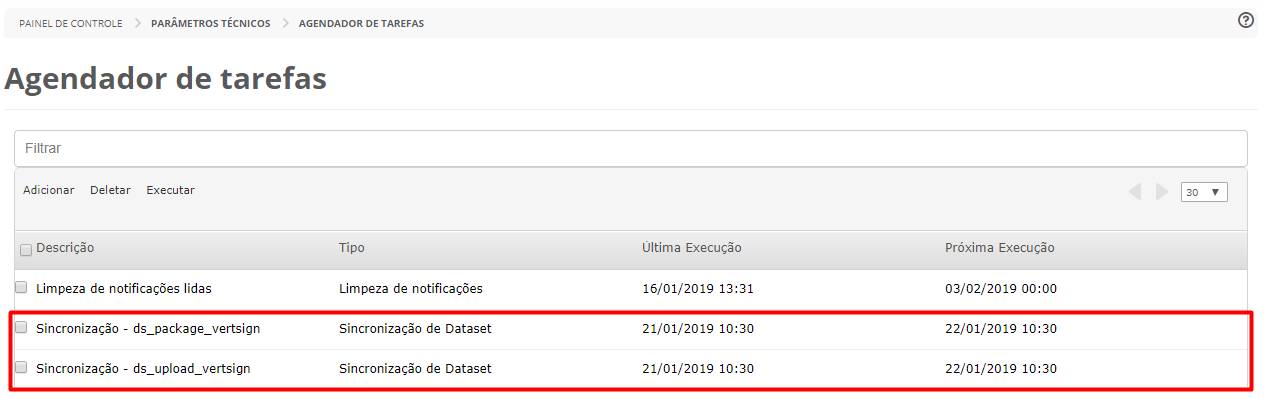 PAINEL DE CONTROLE > PARÂMETROS TÉCNICOS > AGENDADOR DE TAREFAS ?
Agendador de tarefas
Filtrar
Adicionar Deletar Executar 30
Descrição Tipo Última Execução Próxima Execução
Limpeza de notificações lidas Limpeza de notificações 16/01/2019 13:31 03/02/2019 00:00
Sincronização - ds_package_vertsign Sincronização de Dataset 21/01/2019 10:30 22/01/2019 10:30
Sincronização - ds_upload_vertsign Sincronização de Dataset 21/01/2019 10:30 22/01/2019 10:30